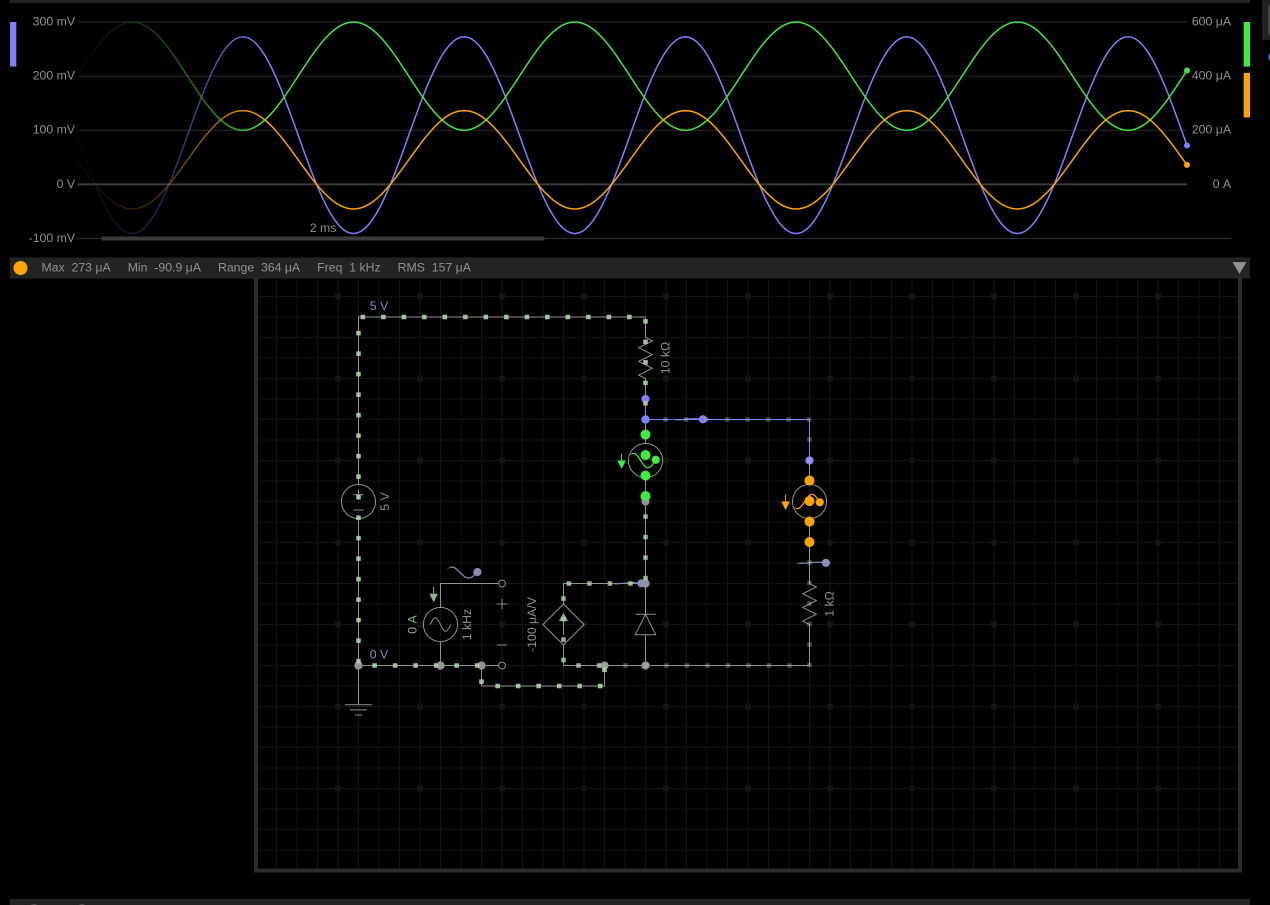 300 mV
600 μA
200 mV
400 μA
100 mV
200 μA
0 V
0 A
2 ms
-100 mV
Max 273 μA Min -90.9 μA Range 364 μA Freq 1 kHz RMS 157 μA
5 V
10 kΩ
5 V
0 A
1 kHz
-100 μA/V
1 kΩ
0 V